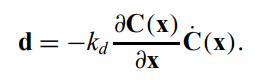 d = −k_d ∂C(x)/∂x Ċ(x).